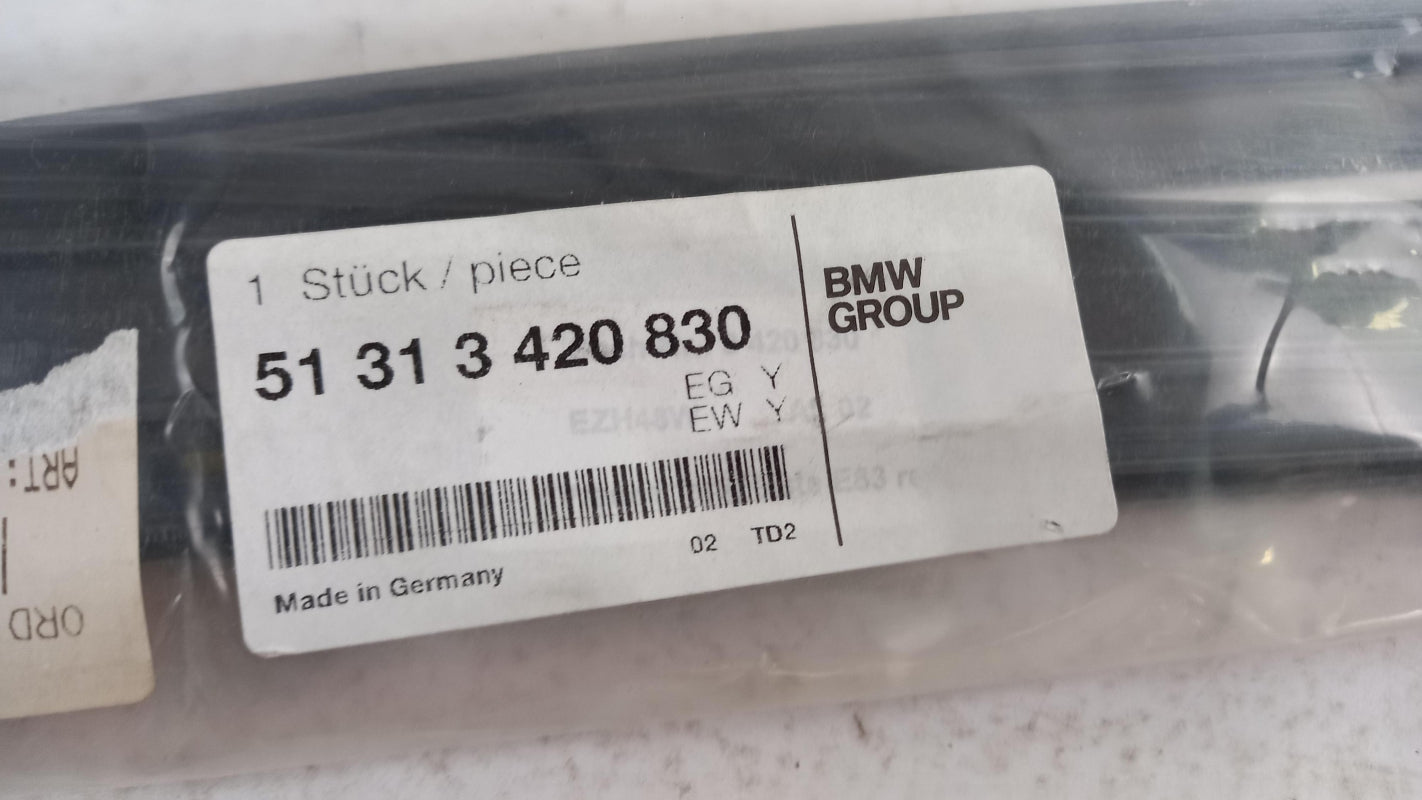 1 Stück / piece
51 31 3 420 830
EG Y
EW Y
02 TD2
Made in Germany
BMW
GROUP
ART:
ORD